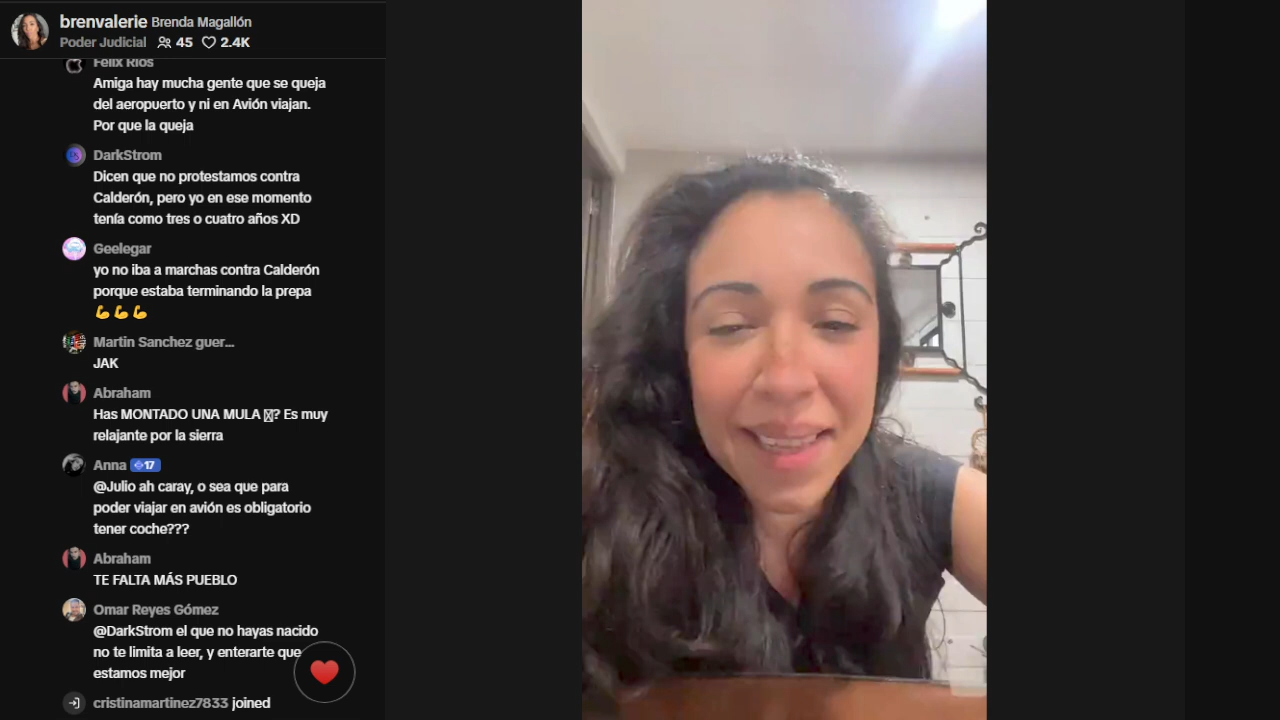 brenvalerie Brenda Magallón
Poder Judicial 45 2.4K
Felix Rios
Amiga hay mucha gente que se queja
del aeropuerto y ni en Avión viajan.
Por que la queja
DarkStrom
Dicen que no protestamos contra
Calderón, pero yo en ese momento
tenía como tres o cuatro años XD
Geelegar
yo no iba a marchas contra Calderón
porque estaba terminando la prepa
💪💪💪
Martin Sanchez guer...
JAK
Abraham
Has MONTADO UNA MULA ? Es muy
relajante por la sierra
Anna 17
@Julio ah caray, o sea que para
poder viajar en avión es obligatorio
tener coche???
Abraham
TE FALTA MÁS PUEBLO
Omar Reyes Gómez
@DarkStrom el que no hayas nacido
no te limita a leer, y enterarte que
estamos mejor
cristinamartinez7833 joined